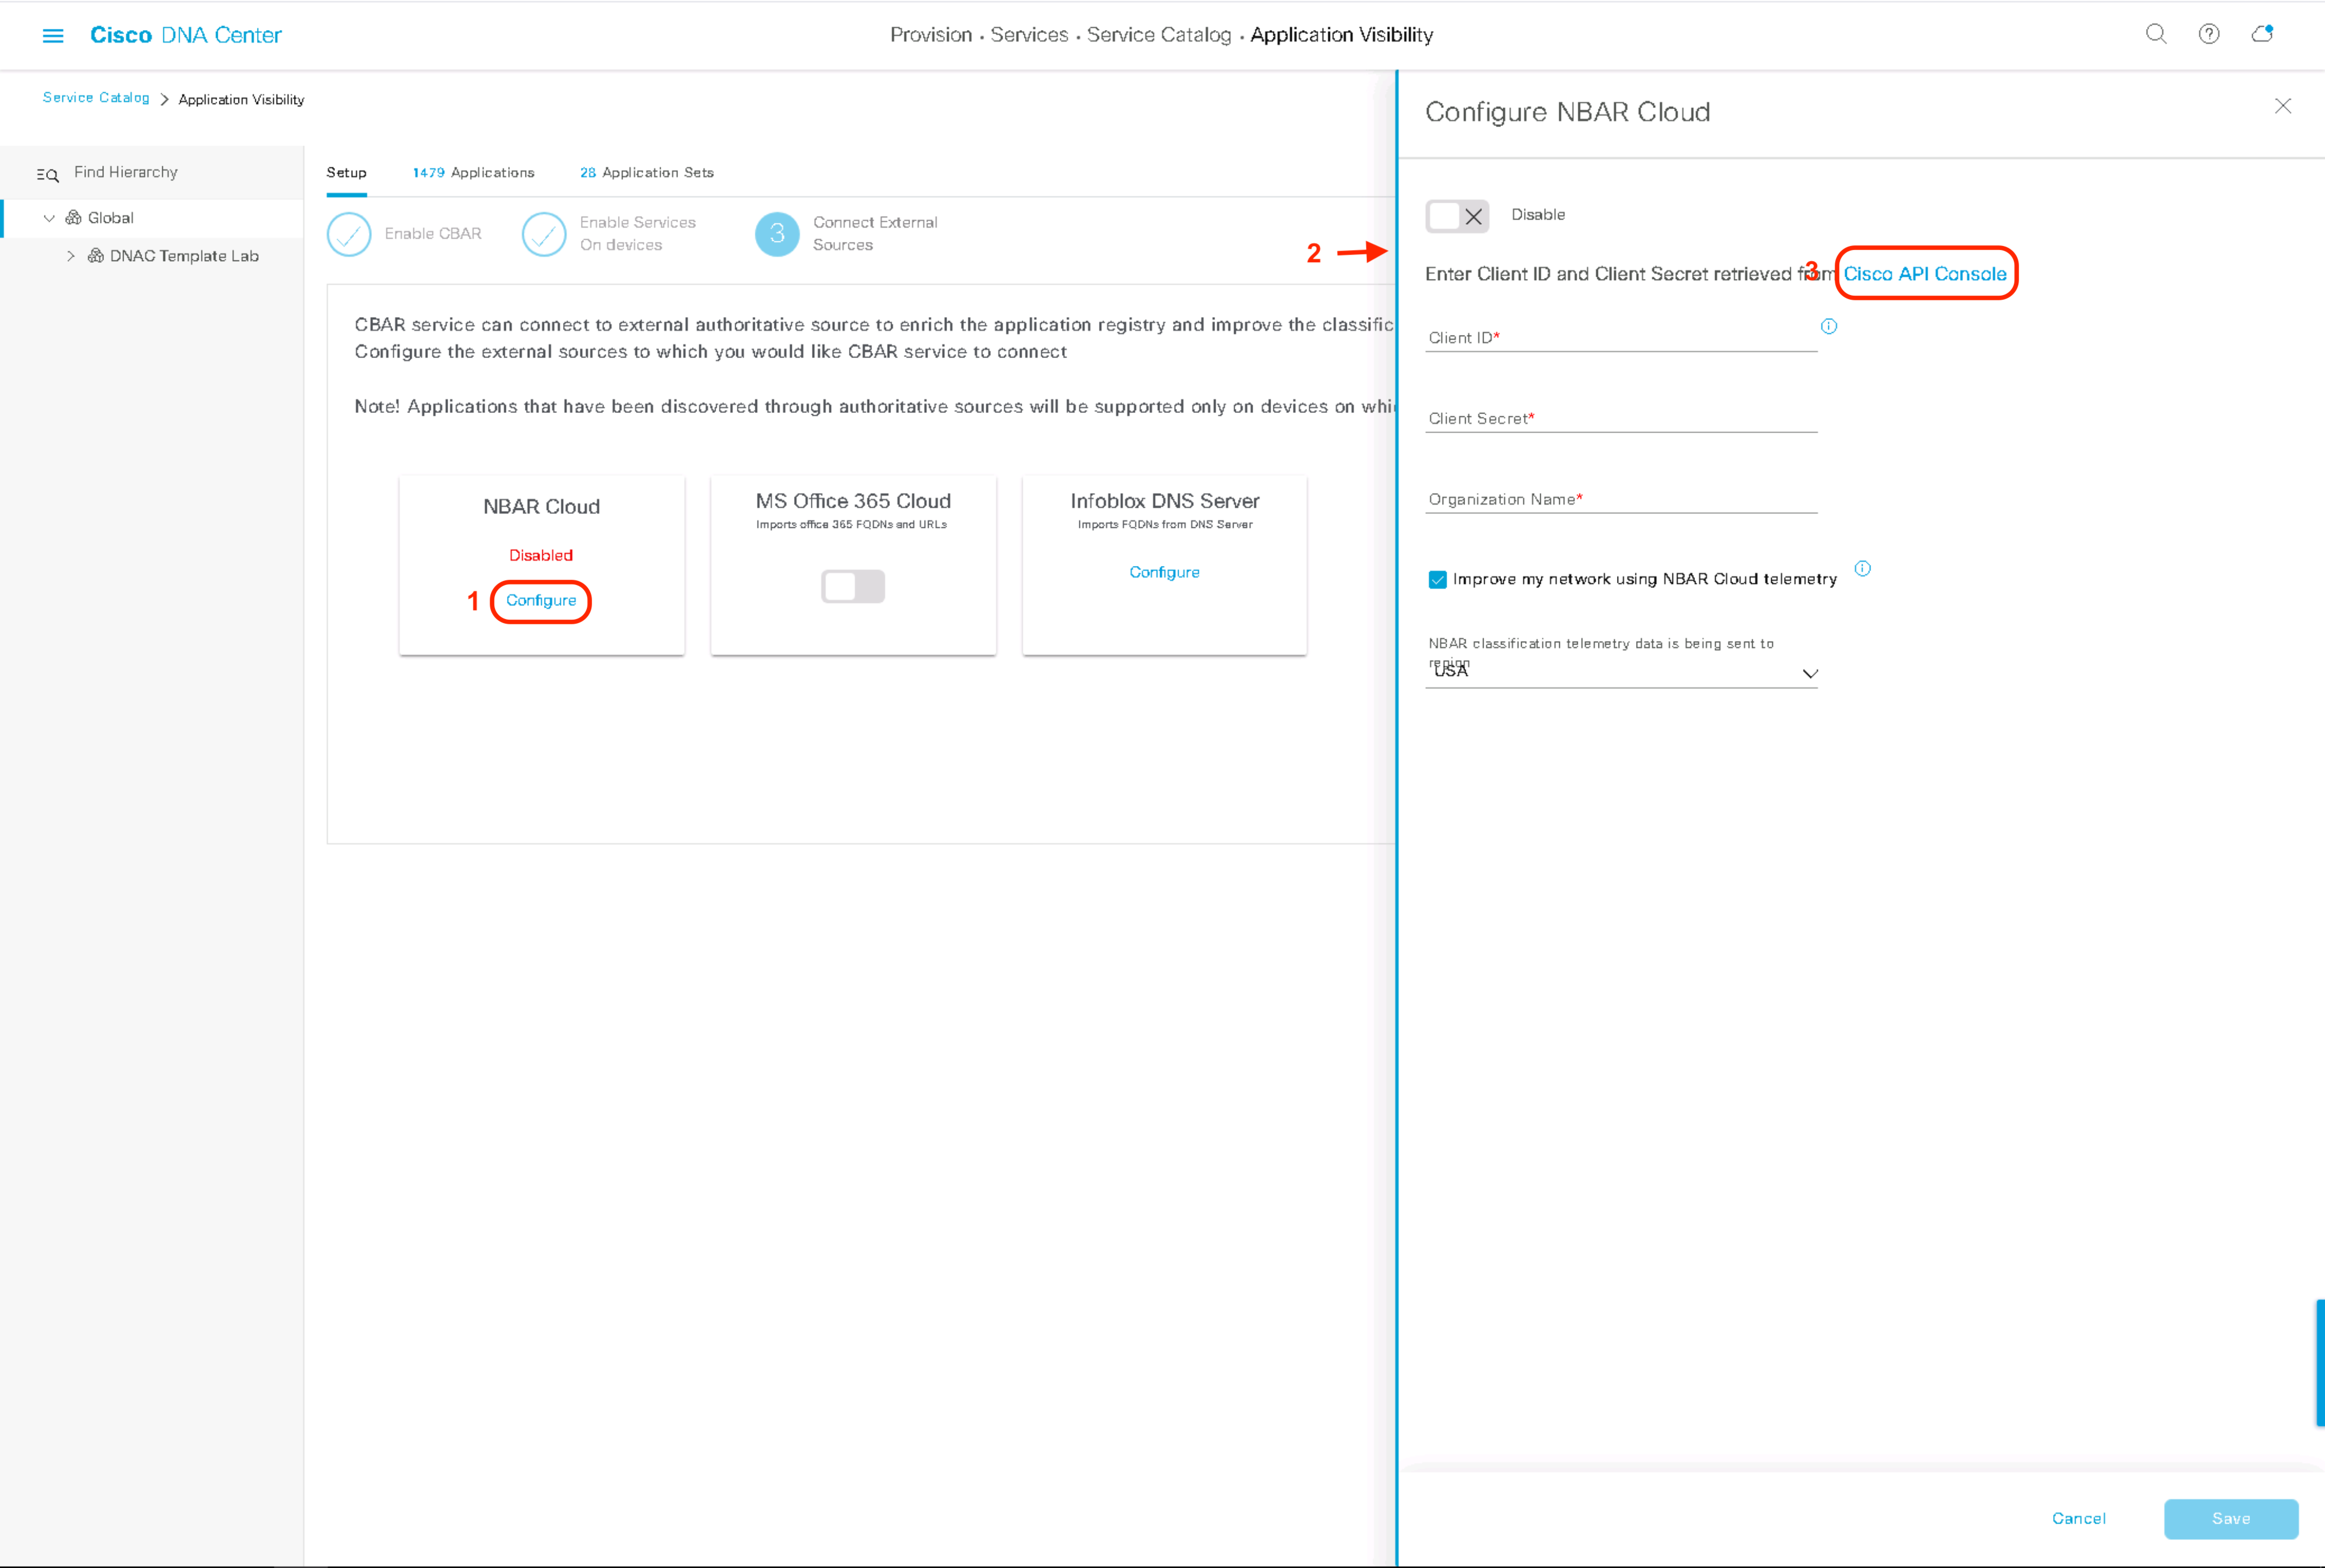 Cisco DNA Center
Provision • Services • Service Catalog • Application Visibility
Service Catalog > Application Visibility
Find Hierarchy
Global
DNAC Template Lab
Setup
1479 Applications
28 Application Sets
Enable CBAR
Enable Services
On devices
3
Connect External
Sources
CBAR service can connect to external authoritative source to enrich the application registry and improve the classific
Configure the external sources to which you would like CBAR service to connect
Note! Applications that have been discovered through authoritative sources will be supported only on devices on whi
NBAR Cloud
Disabled
1 Configure
MS Office 365 Cloud
Imports office 365 FQDNs and URLs
Infoblox DNS Server
Imports FQDNs from DNS Server
Configure
2
Configure NBAR Cloud
Disable
Enter Client ID and Client Secret retrieved from Cisco API Console
3
Client ID*
Client Secret*
Organization Name*
Improve my network using NBAR Cloud telemetry
NBAR classification telemetry data is being sent to
region
USA
Cancel
Save